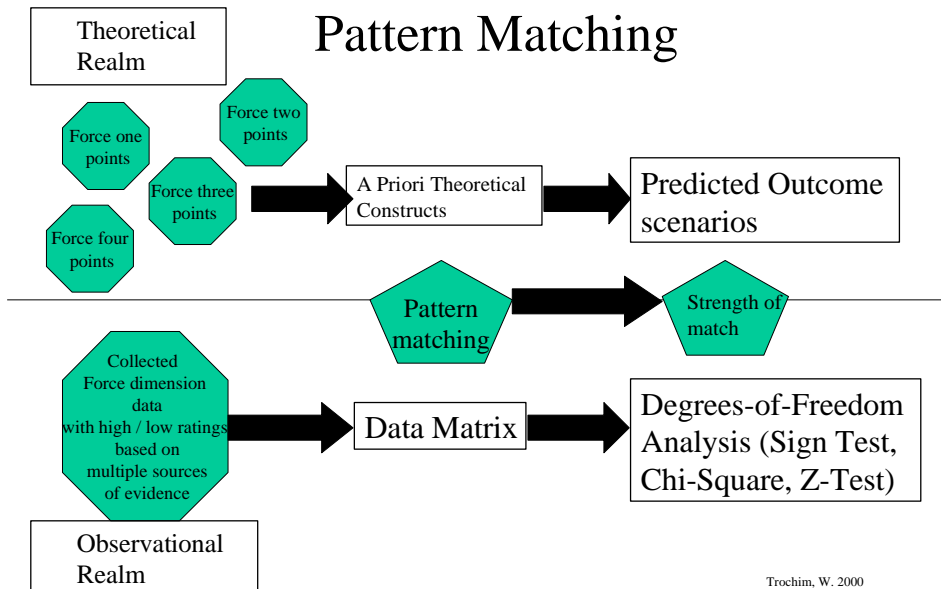 Pattern Matching
Theoretical
Realm
Force one
points
Force two
points
Force three
points
Force four
points
A Priori Theoretical
Constructs
Predicted Outcome
scenarios
Pattern
matching
Strength of
match
Collected
Force dimension
data
with high / low ratings
based on
multiple sources
of evidence
Data Matrix
Degrees-of-Freedom
Analysis (Sign Test,
Chi-Square, Z-Test)
Observational
Realm
Trochim, W. 2000